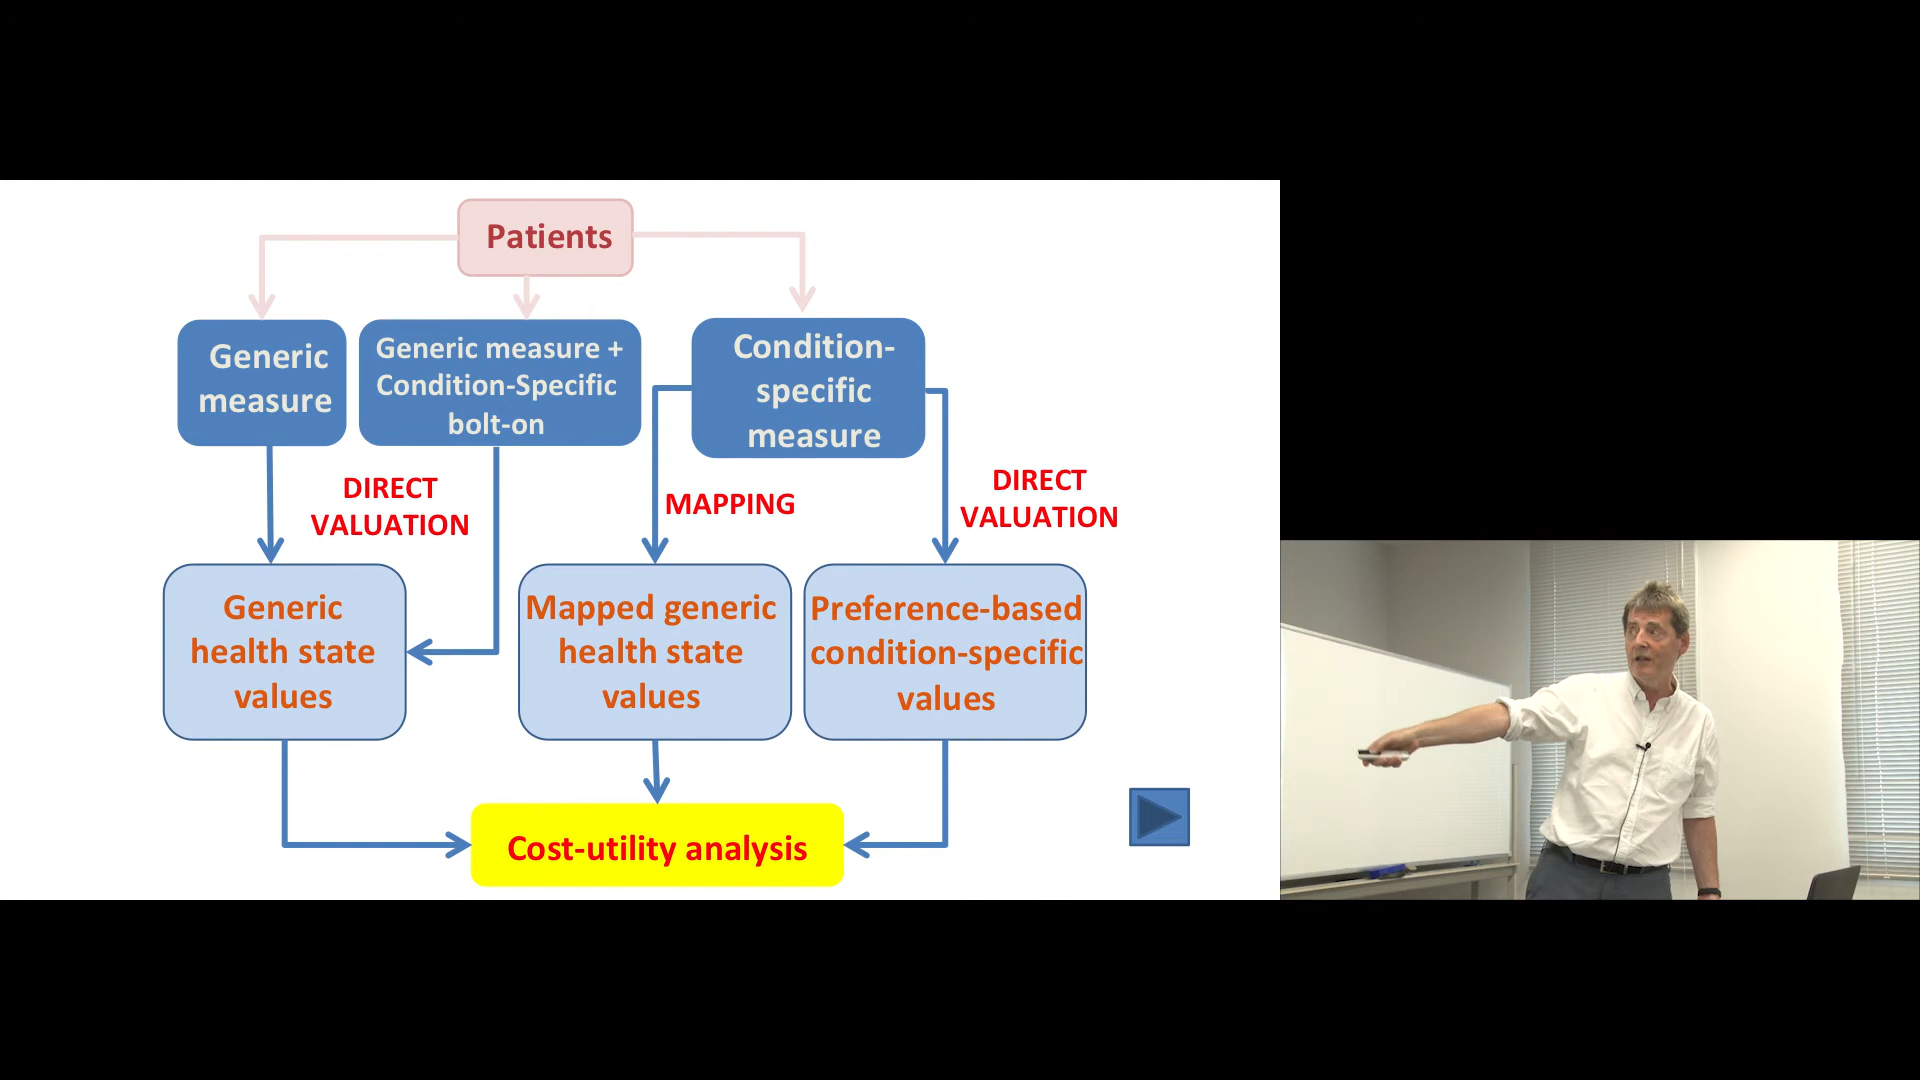 Patients
Generic
measure
Generic measure +
Condition-Specific
bolt-on
Condition-
specific
measure
DIRECT
VALUATION
MAPPING
DIRECT
VALUATION
Generic
health state
values
Mapped generic
health state
values
Preference-based
condition-specific
values
Cost-utility analysis